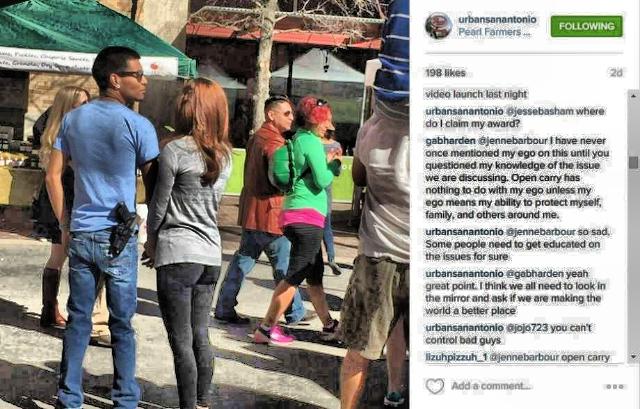 Pickles, Chipotle Sauces,
urbansanantonio
Pearl Farmers ...
FOLLOWING
198 likes
2d
video launch last night
urbansanantonio @jessebasham where
do I claim my award?
gabharden @jennebarbour I have never
once mentioned my ego on this until you
questioned my knowledge of the issue
we are discussing. Open carry has
nothing to do with my ego unless my
ego means my ability to protect myself,
family, and others around me.
urbansanantonio @jennebarbour so sad.
Some people need to get educated on
the issues for sure
urbansanantonio @gabharden yeah
great point. I think we all need to look in
the mirror and ask if we are making the
world a better place
urbansanantonio @jojo723 you can't
control bad guys
lizuhpizzuh_1 @jennebarbour open carry
Add a comment...